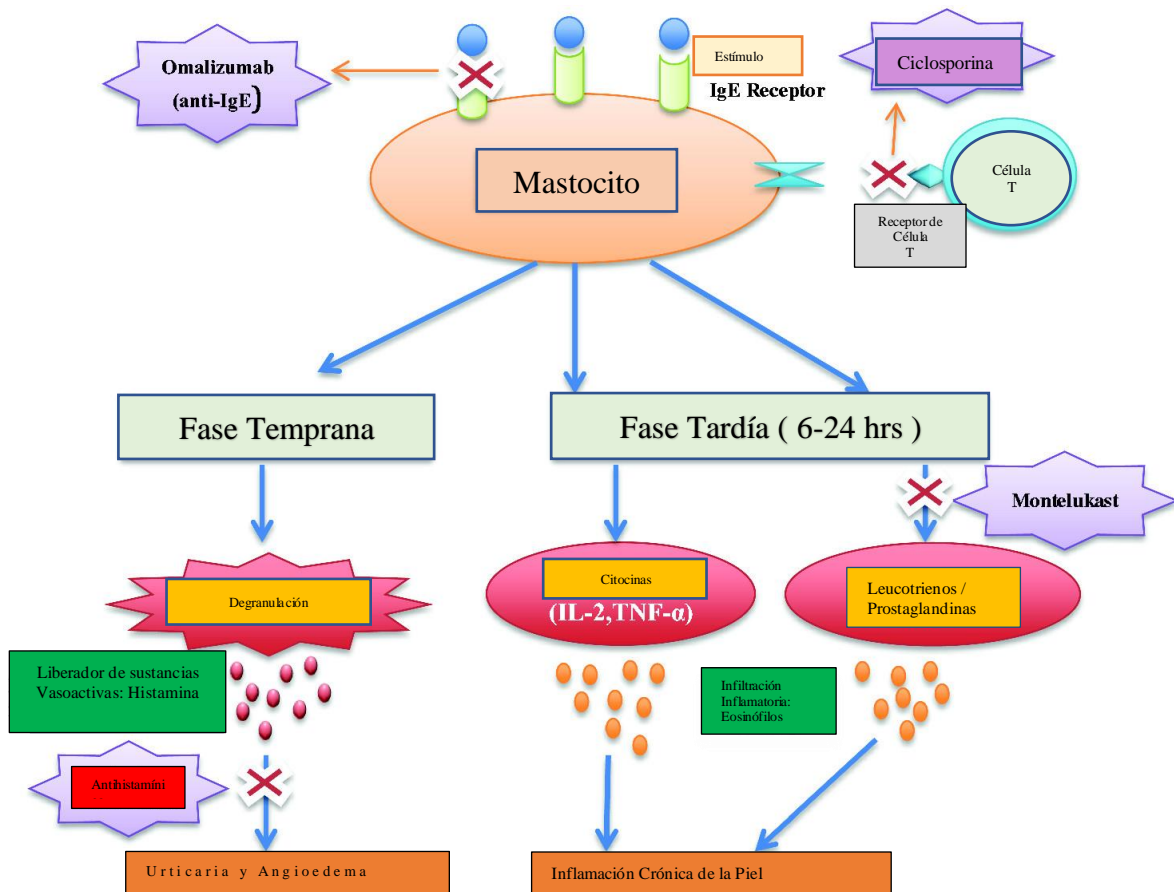 Omalizumab
(anti-IgE)
Estímulo
IgE Receptor
Ciclosporina
Mastocito
Célula
T
Receptor de
Célula
T
Fase Temprana
Fase Tardía ( 6-24 hrs )
Montelukast
Degranulación
Citocinas
(IL-2,TNF-α)
Leucotrienos /
Prostaglandinas
Liberador de sustancias
Vasoactivas: Histamina
Infiltración
Inflamatoria:
Eosinófilos
Antihistamíni
Urticaria y Angioedema
Inflamación Crónica de la Piel